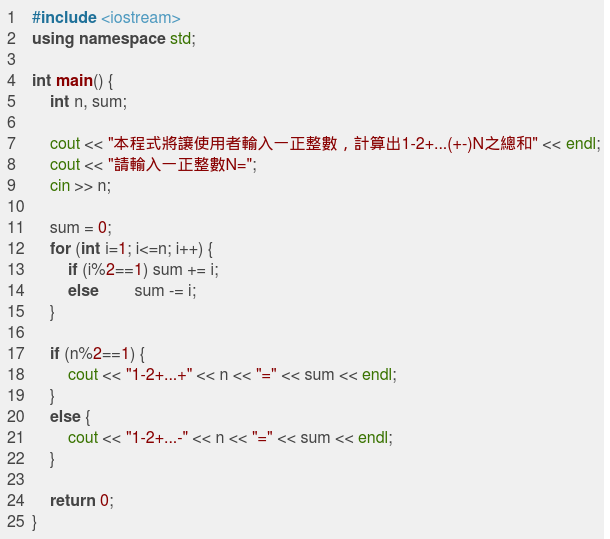 1 #include <iostream>
2 using namespace std;
3
4 int main() {
5     int n, sum;
6
7     cout << "本程式將讓使用者輸入一正整數，計算出1-2+...(+-)N之總和" << endl;
8     cout << "請輸入一正整數N=";
9     cin >> n;
10
11     sum = 0;
12     for (int i=1; i<=n; i++) {
13         if (i%2==1) sum += i;
14         else        sum -= i;
15     }
16
17     if (n%2==1) {
18         cout << "1-2+...+" << n << "=" << sum << endl;
19     }
20     else {
21         cout << "1-2+...-" << n << "=" << sum << endl;
22     }
23
24     return 0;
25 }